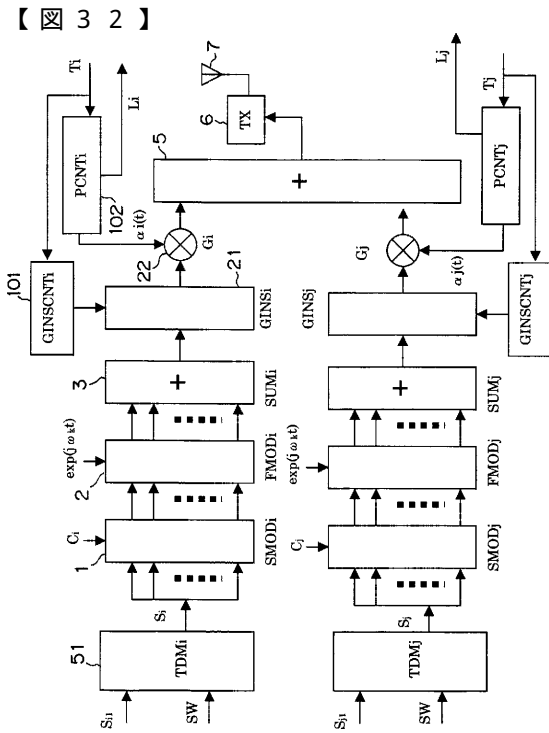 【図３２】
Ti
Li
PCNTi
102
101
GINSCNTi
αi(t)
22
Gi
21
GINSi
3
+
SUMi
exp(jωkt)
2
FMODi
Ci
1
SMODi
Si
51
TDMi
Si1
SW
5
+
6
TX
7
Lj
Tj
PCNTj
Gj
αj(t)
GINSj
GINSCNTj
+
SUMj
exp(jωkt)
FMODj
Cj
SMODj
Sj
TDMj
Sj1
SW